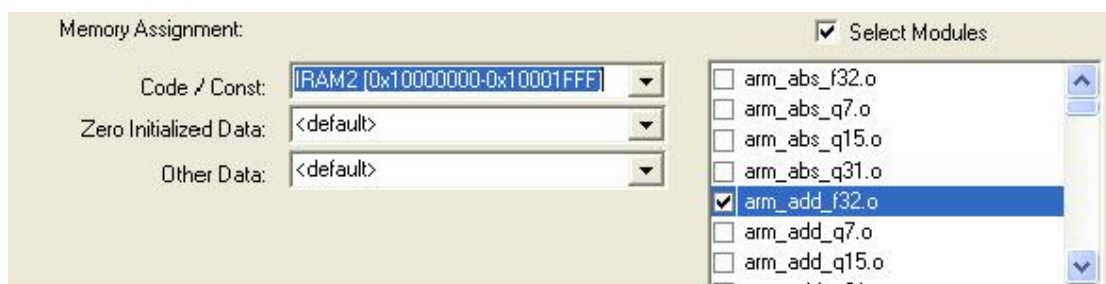 Memory Assignment:
Select Modules
Code / Const:
IRAM2 [0x10000000-0x10001FFF]
Zero Initialized Data:
<default>
Other Data:
<default>
arm_abs_f32.o
arm_abs_q7.o
arm_abs_q15.o
arm_abs_q31.o
arm_add_f32.o
arm_add_q7.o
arm_add_q15.o